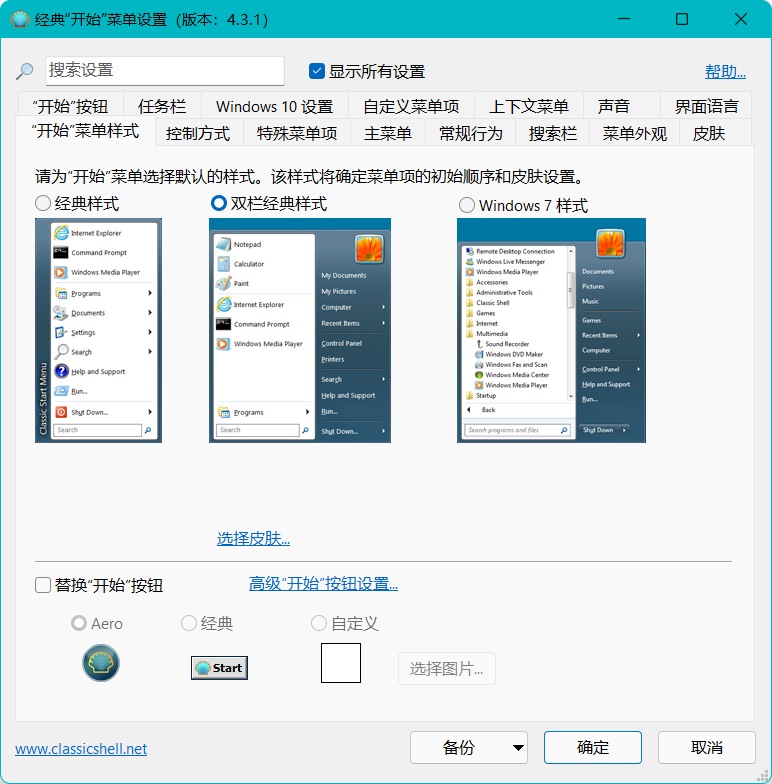 经典“开始”菜单设置（版本：4.3.1）
搜索设置
显示所有设置
帮助...
“开始”按钮
任务栏
Windows 10 设置
自定义菜单项
上下文菜单
声音
界面语言
“开始”菜单样式
控制方式
特殊菜单项
主菜单
常规行为
搜索栏
菜单外观
皮肤
请为“开始”菜单选择默认的样式。该样式将确定菜单项的初始顺序和皮肤设置。
经典样式
双栏经典样式
Windows 7 样式
Internet Explorer
Command Prompt
Windows Media Player
Programs
Documents
Settings
Search
Help and Support
Run...
Shut Down...
Search
Classic Start Menu
Notepad
Calculator
Paint
Internet Explorer
Command Prompt
Windows Media Player
Programs
Search
My Documents
My Pictures
Computer
Recent Items
Control Panel
Printers
Search
Help and Support
Run...
Shut Down...
Remote Desktop Connection
Windows Live Messenger
Windows Media Player
Accessories
Administrative Tools
Classic Shell
Games
Internet
Multimedia
Sound Recorder
Windows DVD Maker
Windows Fax and Scan
Windows Media Center
Windows Media Player
Startup
Back
Search programs and files
Documents
Pictures
Music
Games
Recent Items
Computer
Control Panel
Help and Support
Run...
Shut Down
选择皮肤...
替换“开始”按钮
高级“开始”按钮设置...
Aero
经典
自定义
Start
选择图片...
www.classicshell.net
备份
确定
取消